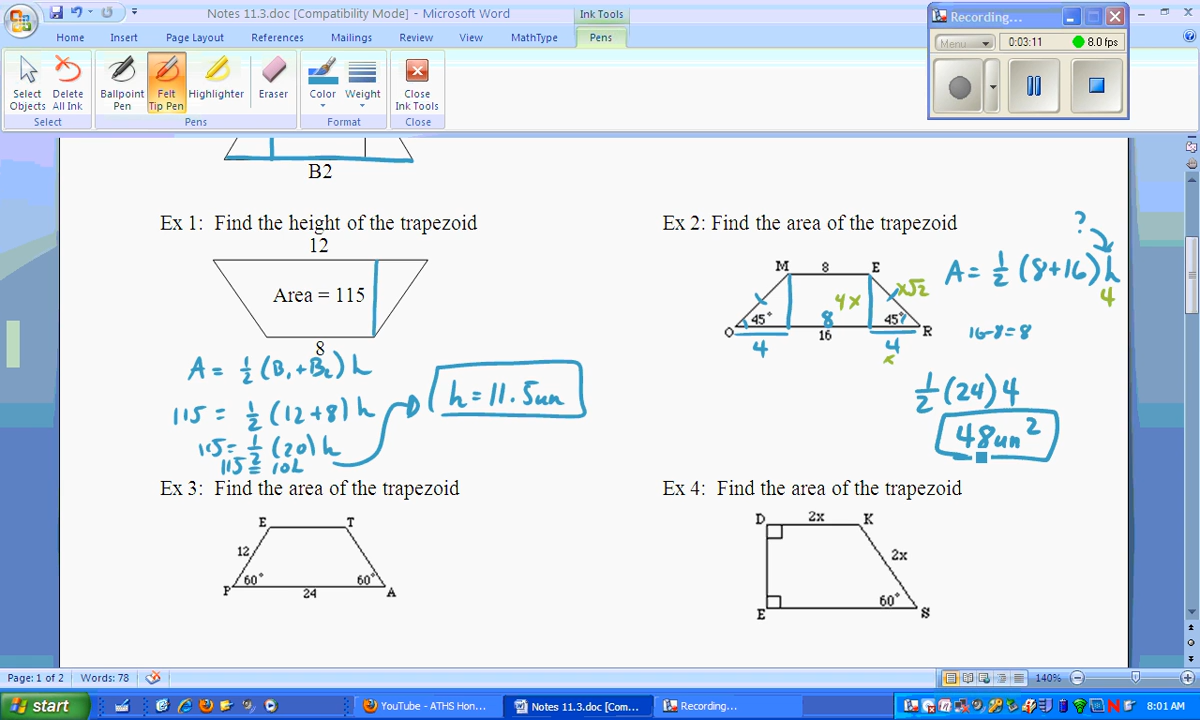 Notes 11.3.doc [Compatibility Mode] - Microsoft Word
Ink Tools
Recording...
Home Insert Page Layout References Mailings Review View MathType Pens
Menu 0:03:11 8.0 fps
Select Objects
Delete All Ink
Ballpoint Pen
Felt Tip Pen
Highlighter
Eraser
Color
Weight
Close Ink Tools
Select Pens Format Close
B2
Ex 1: Find the height of the trapezoid
12
Area = 115
8
A = 1/2 (B1 + B2) h
115 = 1/2 (12+8) h
115 = 1/2 (20) h
115 = 10h
h = 11.5un
Ex 2: Find the area of the trapezoid
?
M 8 E
A = 1/2 (8+16) h
4
x√2
4x
45° 8 45°
O 16 R
4 4
x
16-8=8
1/2 (24) 4
48un²
Ex 3: Find the area of the trapezoid
E T
12
60° 60°
P 24 A
Ex 4: Find the area of the trapezoid
D 2x K
2x
60°
E S
Page: 1 of 2 Words: 78 140%
start YouTube - ATHS Hon... Notes 11.3.doc [Com... Recording... 8:01 AM